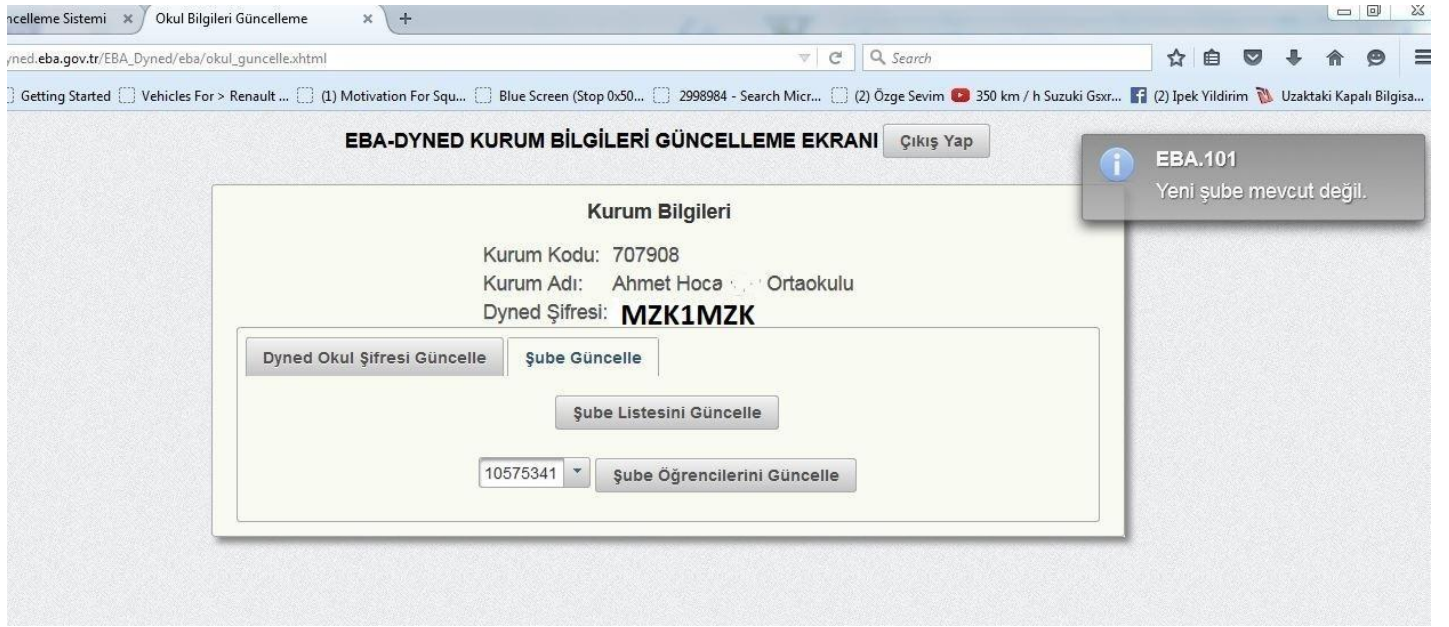 ncelleme Sistemi × Okul Bilgileri Güncelleme × +
yned.eba.gov.tr/EBA_Dyned/eba/okul_guncelle.xhtml Search
Getting Started Vehicles For > Renault ... (1) Motivation For Squ... Blue Screen (Stop 0x50... 2998984 - Search Micr... (2) Özge Sevim 350 km / h Suzuki Gsxr... (2) Ipek Yildirim Uzaktaki Kapalı Bilgisa...
EBA-DYNED KURUM BİLGİLERİ GÜNCELLEME EKRANI Çıkış Yap
EBA.101
Yeni şube mevcut değil.
Kurum Bilgileri
Kurum Kodu: 707908
Kurum Adı: Ahmet Hoca Ortaokulu
Dyned Şifresi: MZK1MZK
Dyned Okul Şifresi Güncelle Şube Güncelle
Şube Listesini Güncelle
10575341 Şube Öğrencilerini Güncelle